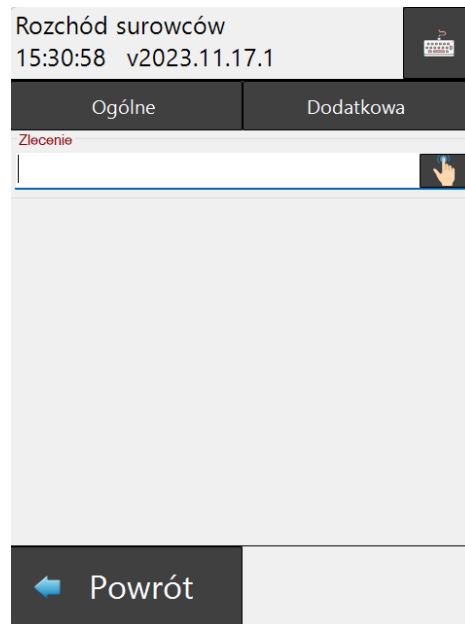 Rozchód surowców
15:30:58 v2023.11.17.1
Ogólne Dodatkowa
Zlecenie
Powrót